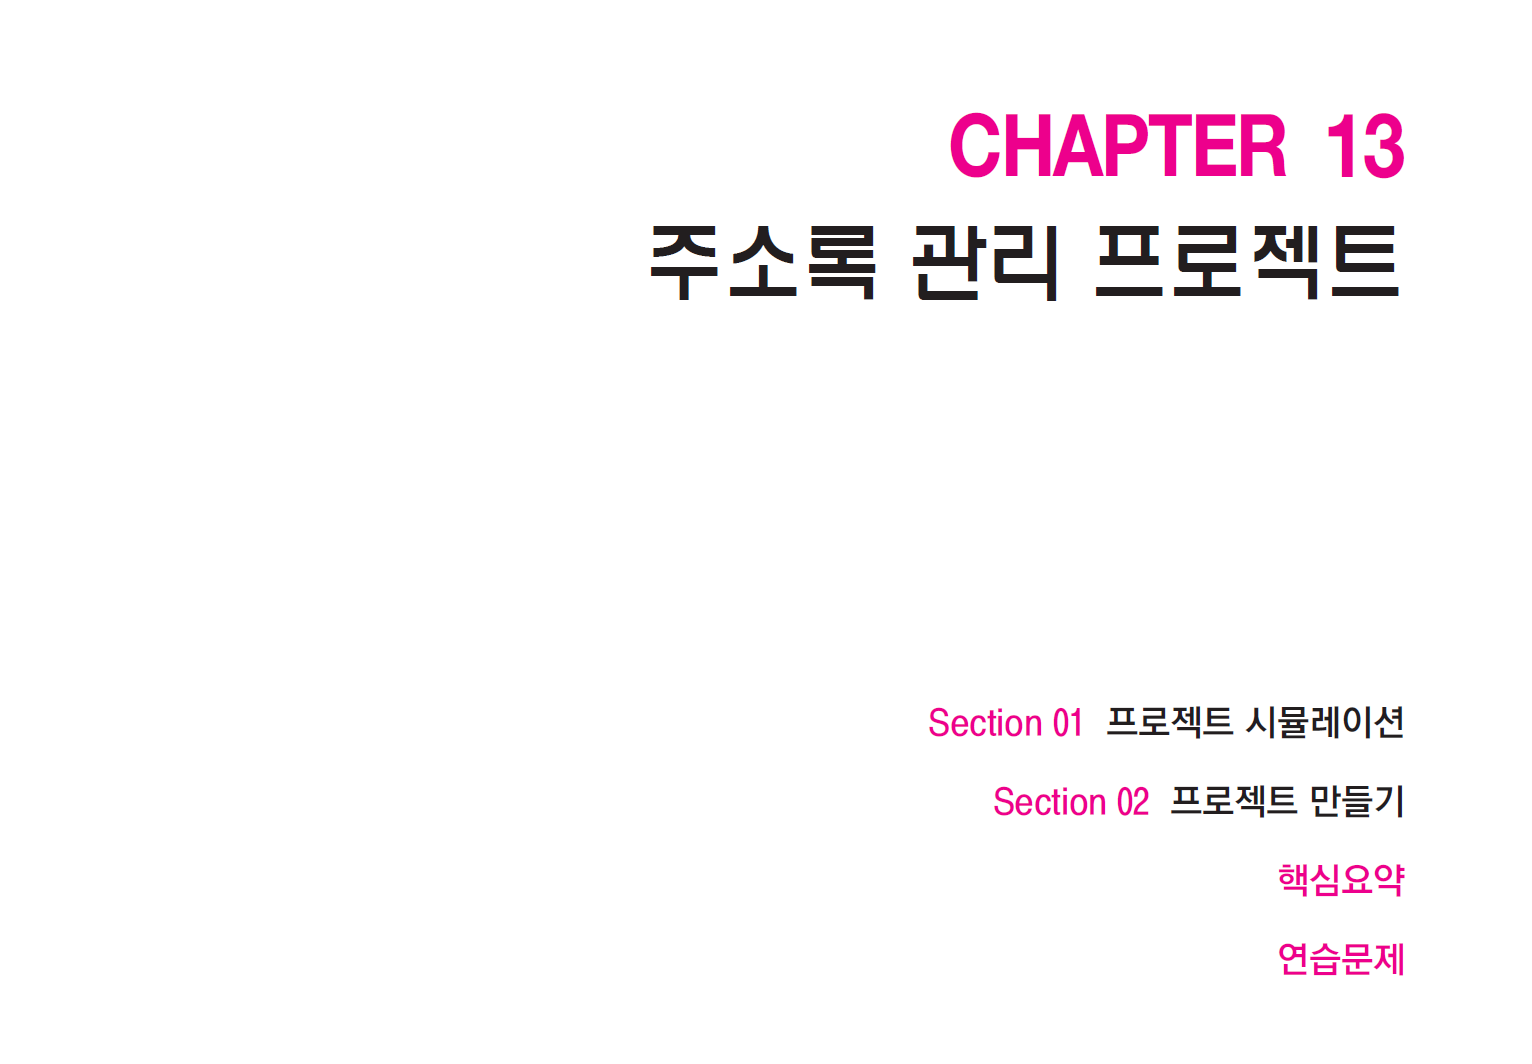 CHAPTER 13
주소록 관리 프로젝트
Section 01 프로젝트 시뮬레이션
Section 02 프로젝트 만들기
핵심요약
연습문제